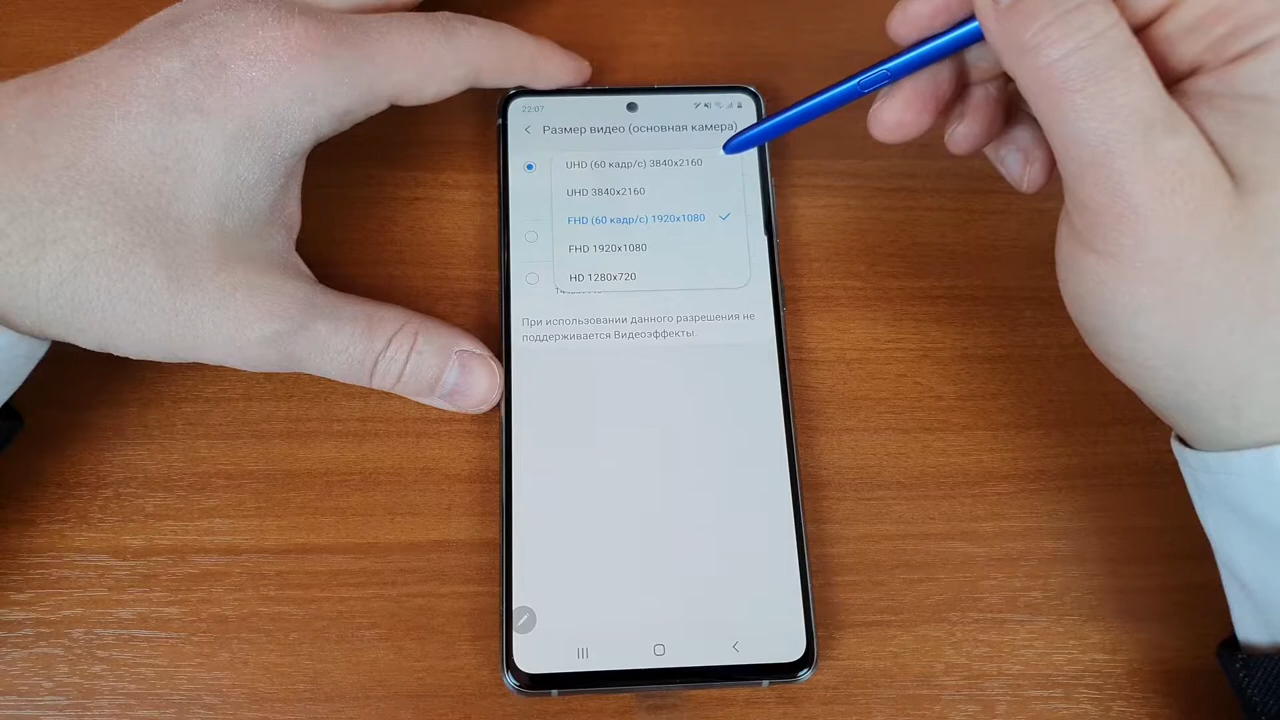 22:07
Размер видео (основная камера)
UHD (60 кадр/с) 3840x2160
UHD 3840x2160
FHD (60 кадр/с) 1920x1080
FHD 1920x1080
HD 1280x720
При использовании данного разрешения не
поддерживается Видеоэффекты.